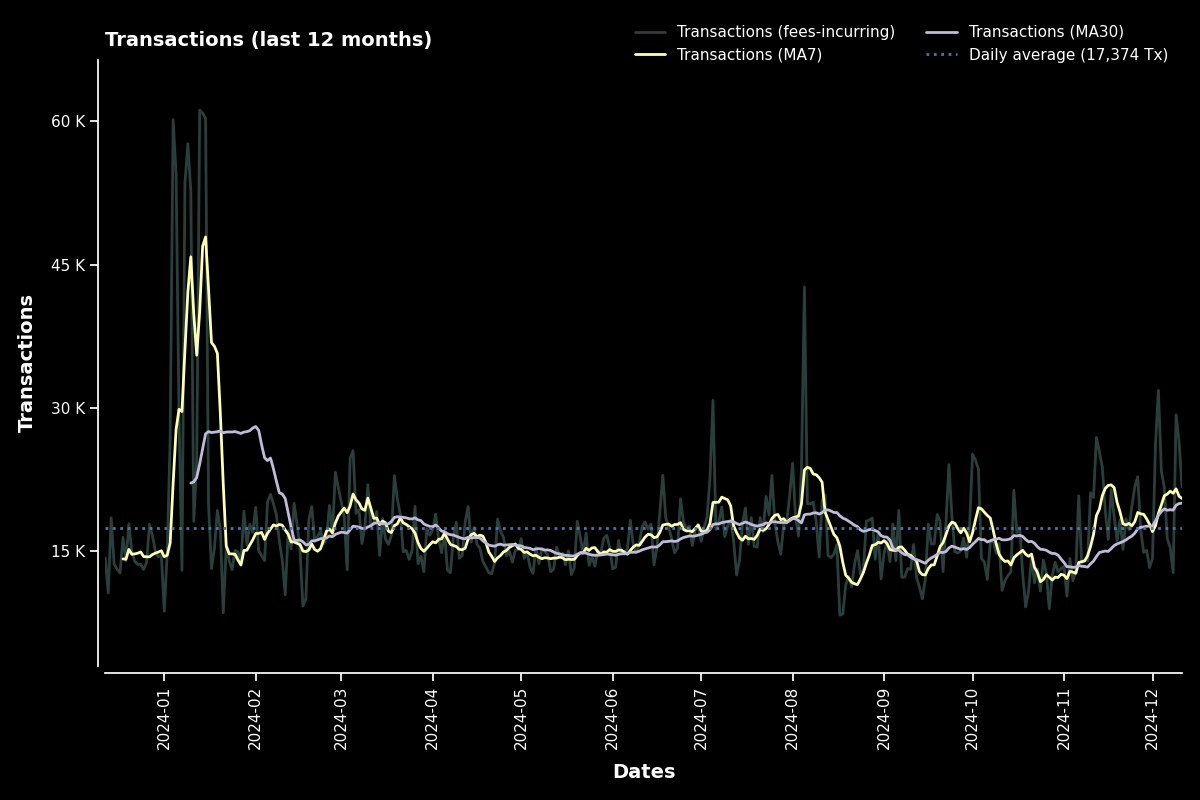 Transactions (last 12 months)
Transactions (fees-incurring)
Transactions (MA7)
Transactions (MA30)
Daily average (17,374 Tx)
Transactions
60 K
45 K
30 K
15 K
2024-01
2024-02
2024-03
2024-04
2024-05
2024-06
2024-07
2024-08
2024-09
2024-10
2024-11
2024-12
Dates